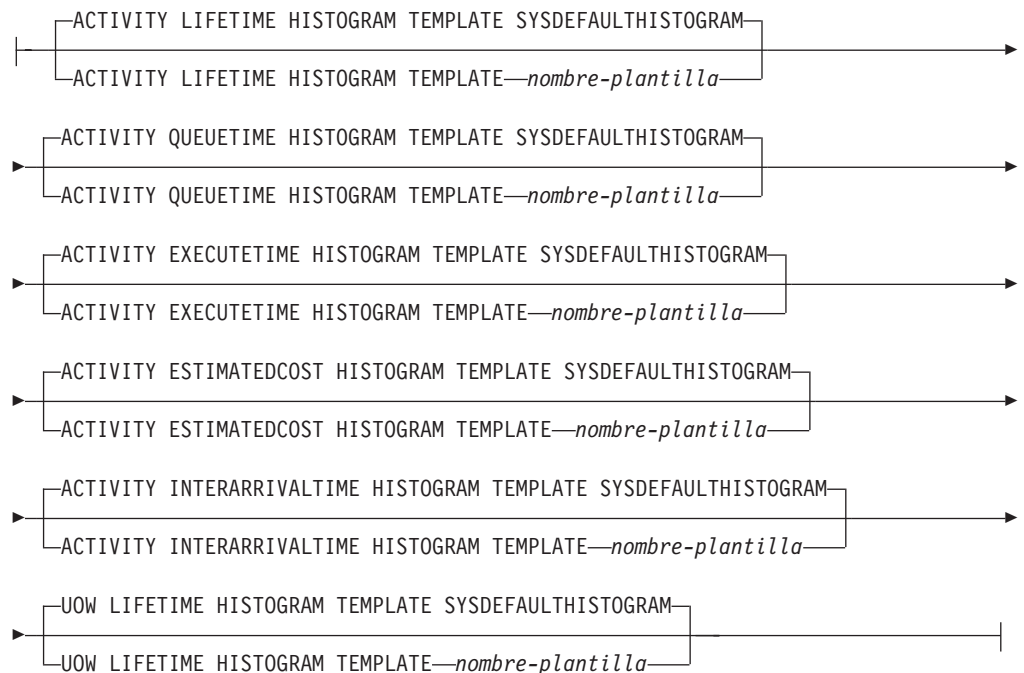 ACTIVITY LIFETIME HISTOGRAM TEMPLATE SYSDEFAULTHISTOGRAM
ACTIVITY LIFETIME HISTOGRAM TEMPLATE nombre-plantilla
ACTIVITY QUEUETIME HISTOGRAM TEMPLATE SYSDEFAULTHISTOGRAM
ACTIVITY QUEUETIME HISTOGRAM TEMPLATE nombre-plantilla
ACTIVITY EXECUTETIME HISTOGRAM TEMPLATE SYSDEFAULTHISTOGRAM
ACTIVITY EXECUTETIME HISTOGRAM TEMPLATE nombre-plantilla
ACTIVITY ESTIMATEDCOST HISTOGRAM TEMPLATE SYSDEFAULTHISTOGRAM
ACTIVITY ESTIMATEDCOST HISTOGRAM TEMPLATE nombre-plantilla
ACTIVITY INTERARRIVALTIME HISTOGRAM TEMPLATE SYSDEFAULTHISTOGRAM
ACTIVITY INTERARRIVALTIME HISTOGRAM TEMPLATE nombre-plantilla
UOW LIFETIME HISTOGRAM TEMPLATE SYSDEFAULTHISTOGRAM
UOW LIFETIME HISTOGRAM TEMPLATE nombre-plantilla